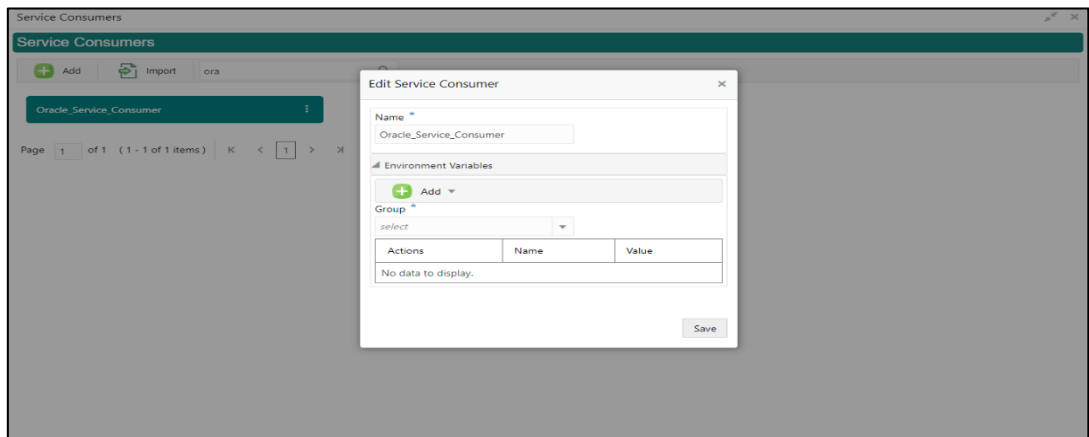 Service Consumers
Service Consumers
Add Import ora
Oracle_Service_Consumer
Page 1 of 1 (1 - 1 of 1 items) K < 1 > >|
Edit Service Consumer
Name *
Oracle_Service_Consumer
Environment Variables
Add
Group *
select
Actions Name Value
No data to display.
Save